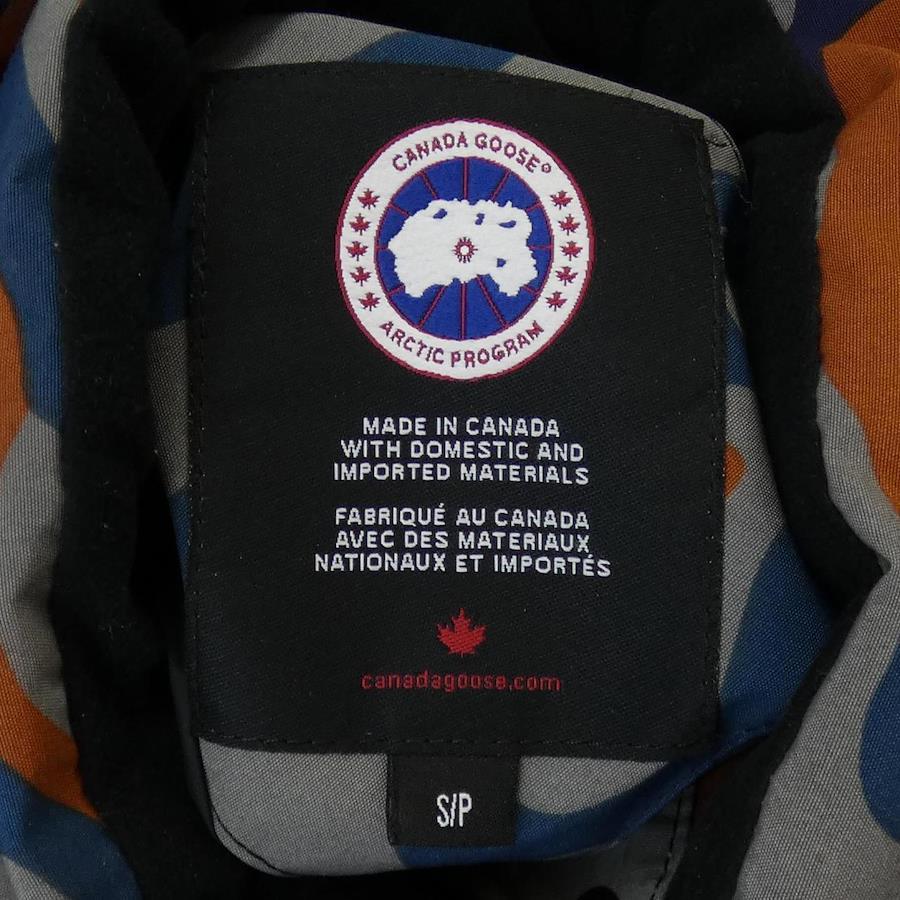 CANADA GOOSE®
ARCTIC PROGRAM
MADE IN CANADA
WITH DOMESTIC AND
IMPORTED MATERIALS
FABRIQUÉ AU CANADA
AVEC DES MATERIAUX
NATIONAUX ET IMPORTÉS
canadagoose.com
S/P